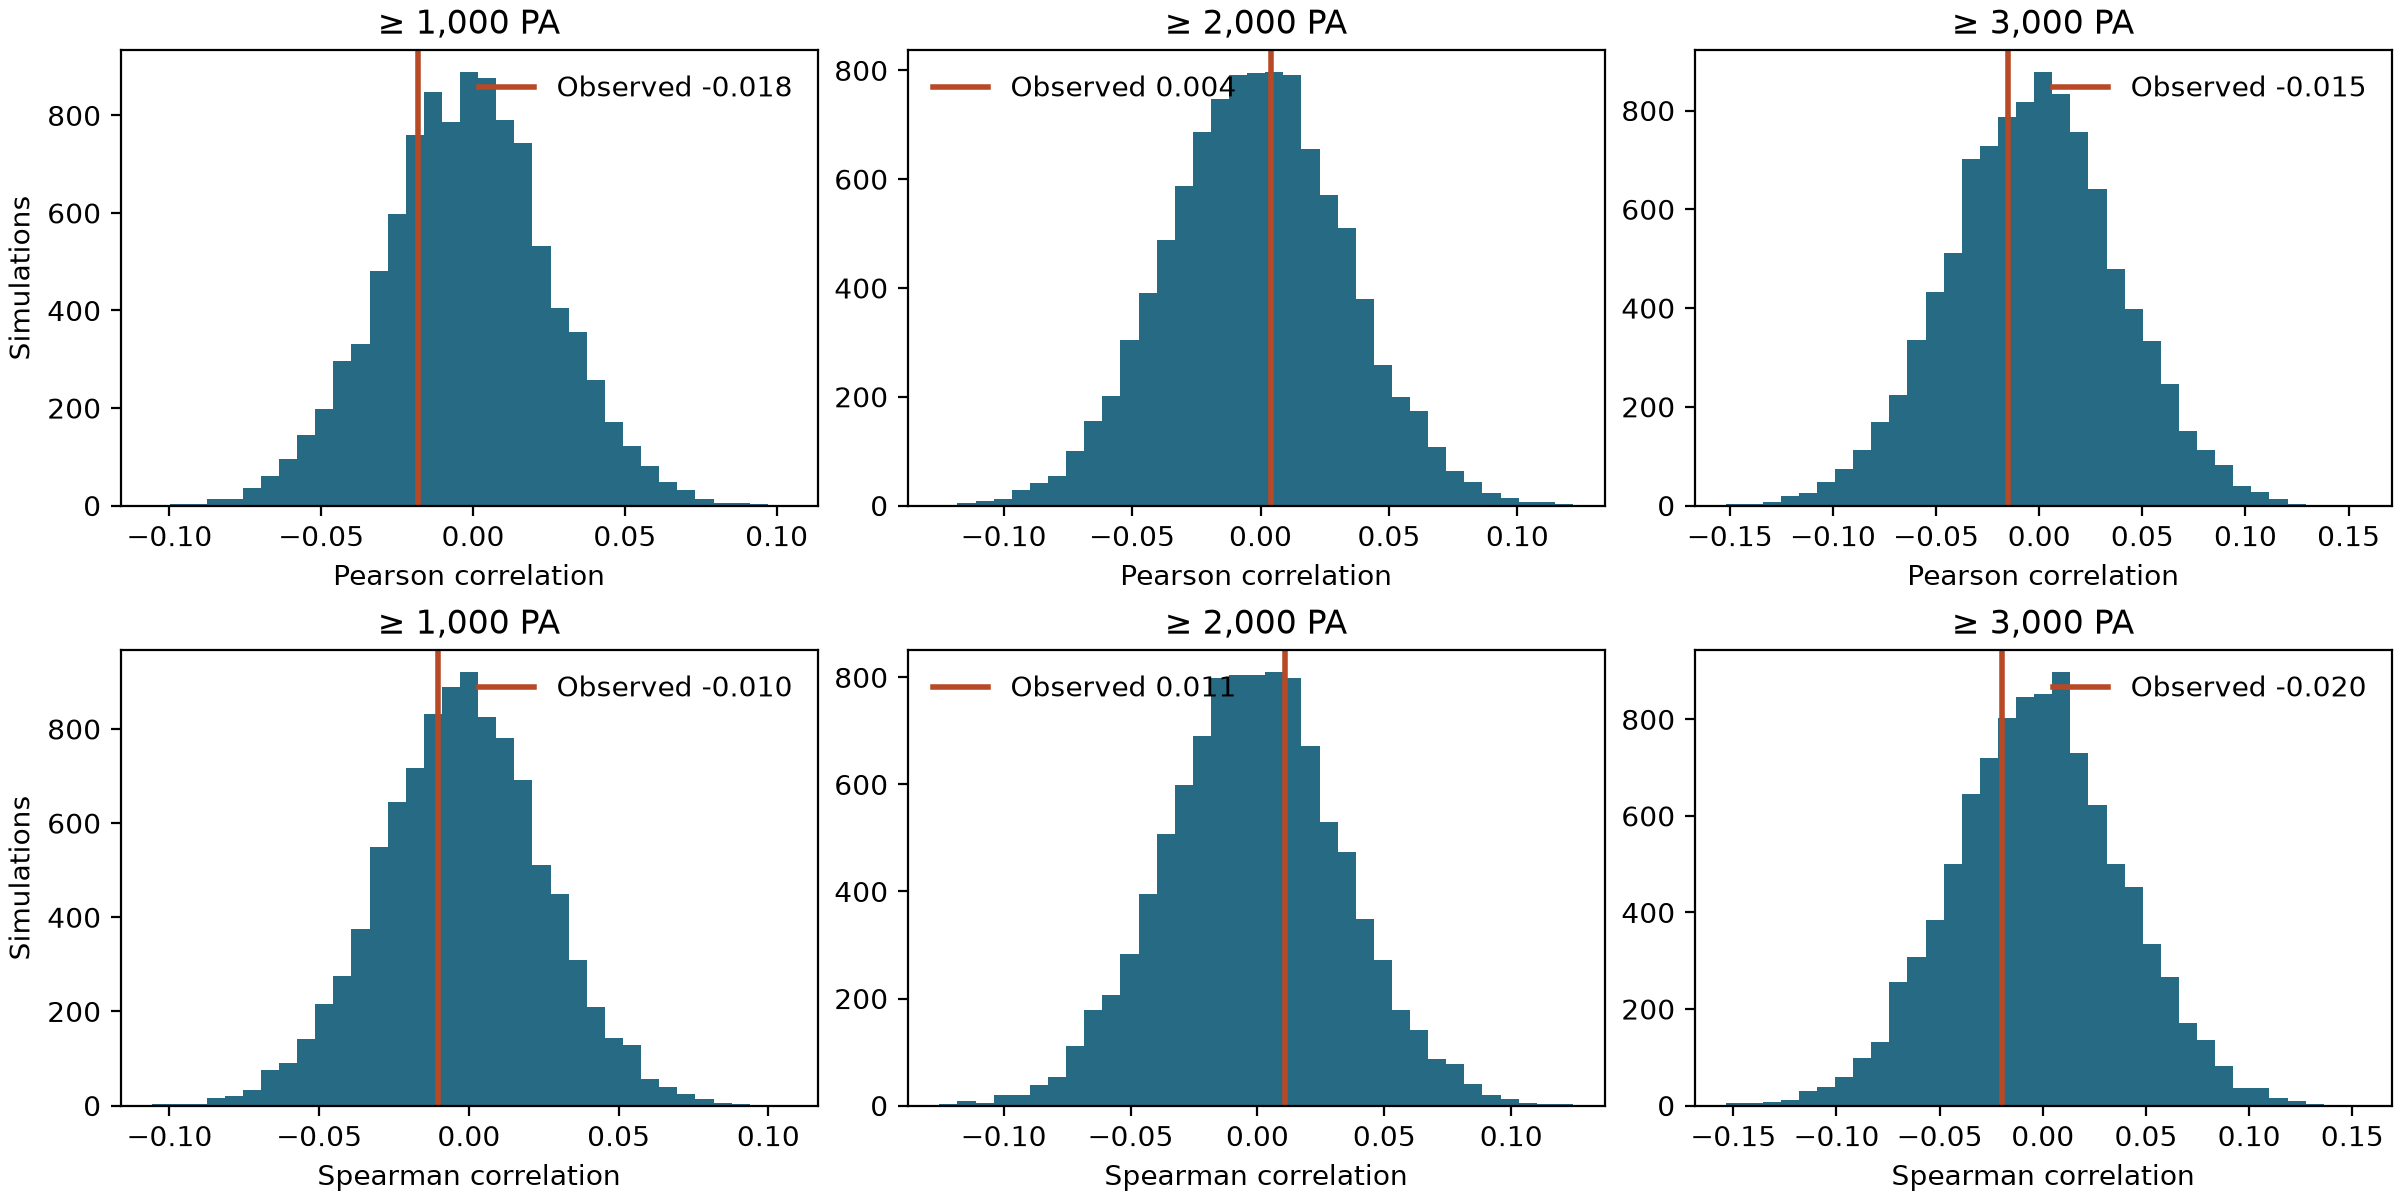 ≥ 1,000 PA
≥ 2,000 PA
≥ 3,000 PA
Observed -0.018
Observed 0.004
Observed -0.015
Simulations
800
600
400
200
0
800
600
400
200
0
800
600
400
200
0
−0.10 −0.05 0.00 0.05 0.10
−0.10 −0.05 0.00 0.05 0.10
−0.15 −0.10 −0.05 0.00 0.05 0.10 0.15
Pearson correlation
Pearson correlation
Pearson correlation
≥ 1,000 PA
≥ 2,000 PA
≥ 3,000 PA
Observed -0.010
Observed 0.011
Observed -0.020
Simulations
800
600
400
200
0
800
600
400
200
0
800
600
400
200
0
−0.10 −0.05 0.00 0.05 0.10
−0.10 −0.05 0.00 0.05 0.10
−0.15 −0.10 −0.05 0.00 0.05 0.10 0.15
Spearman correlation
Spearman correlation
Spearman correlation